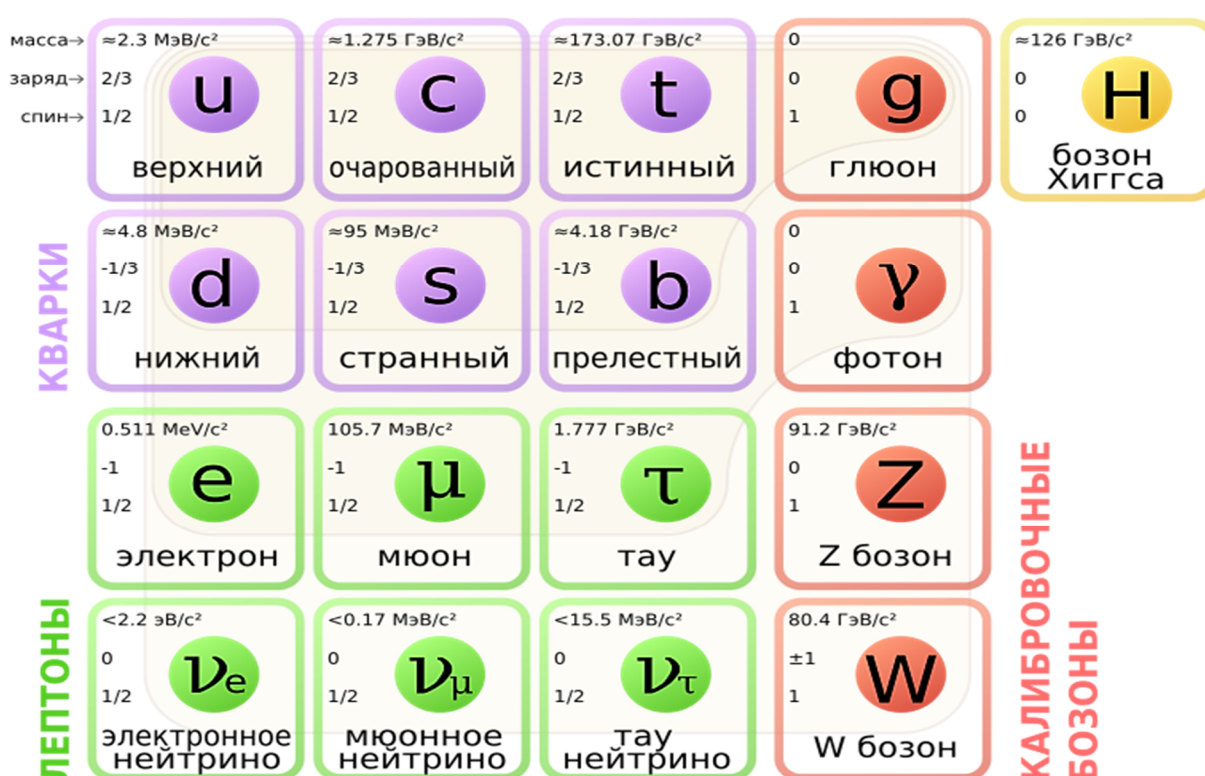 масса→
заряд→
спин→
≈2.3 МэВ/c²
2/3
1/2
u
верхний
≈1.275 ГэВ/c²
2/3
1/2
c
очарованный
≈173.07 ГэВ/c²
2/3
1/2
t
истинный
0
0
1
g
глюон
≈126 ГэВ/c²
0
0
H
бозон
Хиггса
КВАРКИ
≈4.8 МэВ/c²
-1/3
1/2
d
нижний
≈95 МэВ/c²
-1/3
1/2
s
странный
≈4.18 ГэВ/c²
-1/3
1/2
b
прелестный
0
0
1
γ
фотон
0.511 MeV/c²
-1
1/2
e
электрон
105.7 МэВ/c²
-1
1/2
μ
мюон
1.777 ГэВ/c²
-1
1/2
τ
тау
91.2 ГэВ/c²
0
1
Z
Z бозон
ЛЕПТОНЫ
<2.2 эВ/c²
0
1/2
νe
электронное
нейтрино
<0.17 МэВ/c²
0
1/2
νμ
мюонное
нейтрино
<15.5 МэВ/c²
0
1/2
ντ
тау
нейтрино
80.4 ГэВ/c²
±1
1
W
W бозон
КАЛИБРОВОЧНЫЕ
БОЗОНЫ